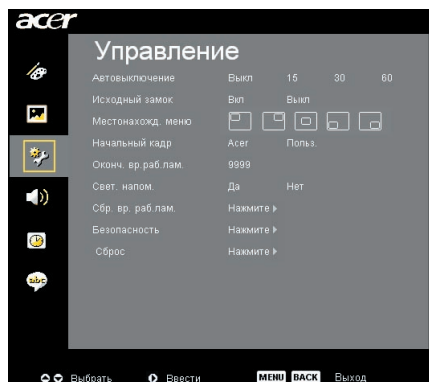 acer
Управление
Автовыключение Выкл 15 30 60
Исходный замок Вкл Выкл
Местонахожд. меню
Начальный кадр Acer Польз.
Оконч. вр.раб.лам. 9999
Свет. напом. Да Нет
Сбр. вр. раб.лам. Нажмите
Безопасность Нажмите
Сброс Нажмите
abc
Выбрать Ввести MENU BACK Выход